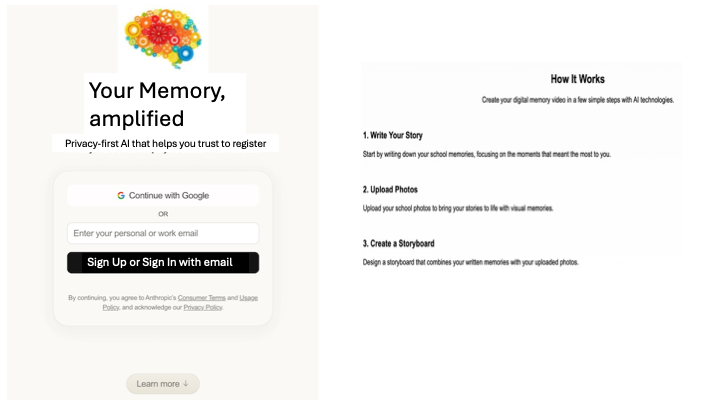 Your Memory,
amplified
Privacy-first AI that helps you trust to register
Continue with Google
OR
Enter your personal or work email
Sign Up or Sign In with email
By continuing, you agree to Anthropic's Consumer Terms and Usage
Policy, and acknowledge our Privacy Policy.
Learn more ↓
How It Works
Create your digital memory video in a few simple steps with AI technologies.
1. Write Your Story
Start by writing down your school memories, focusing on the moments that meant the most to you.
2. Upload Photos
Upload your school photos to bring your stories to life with visual memories.
3. Create a Storyboard
Design a storyboard that combines your written memories with your uploaded photos.